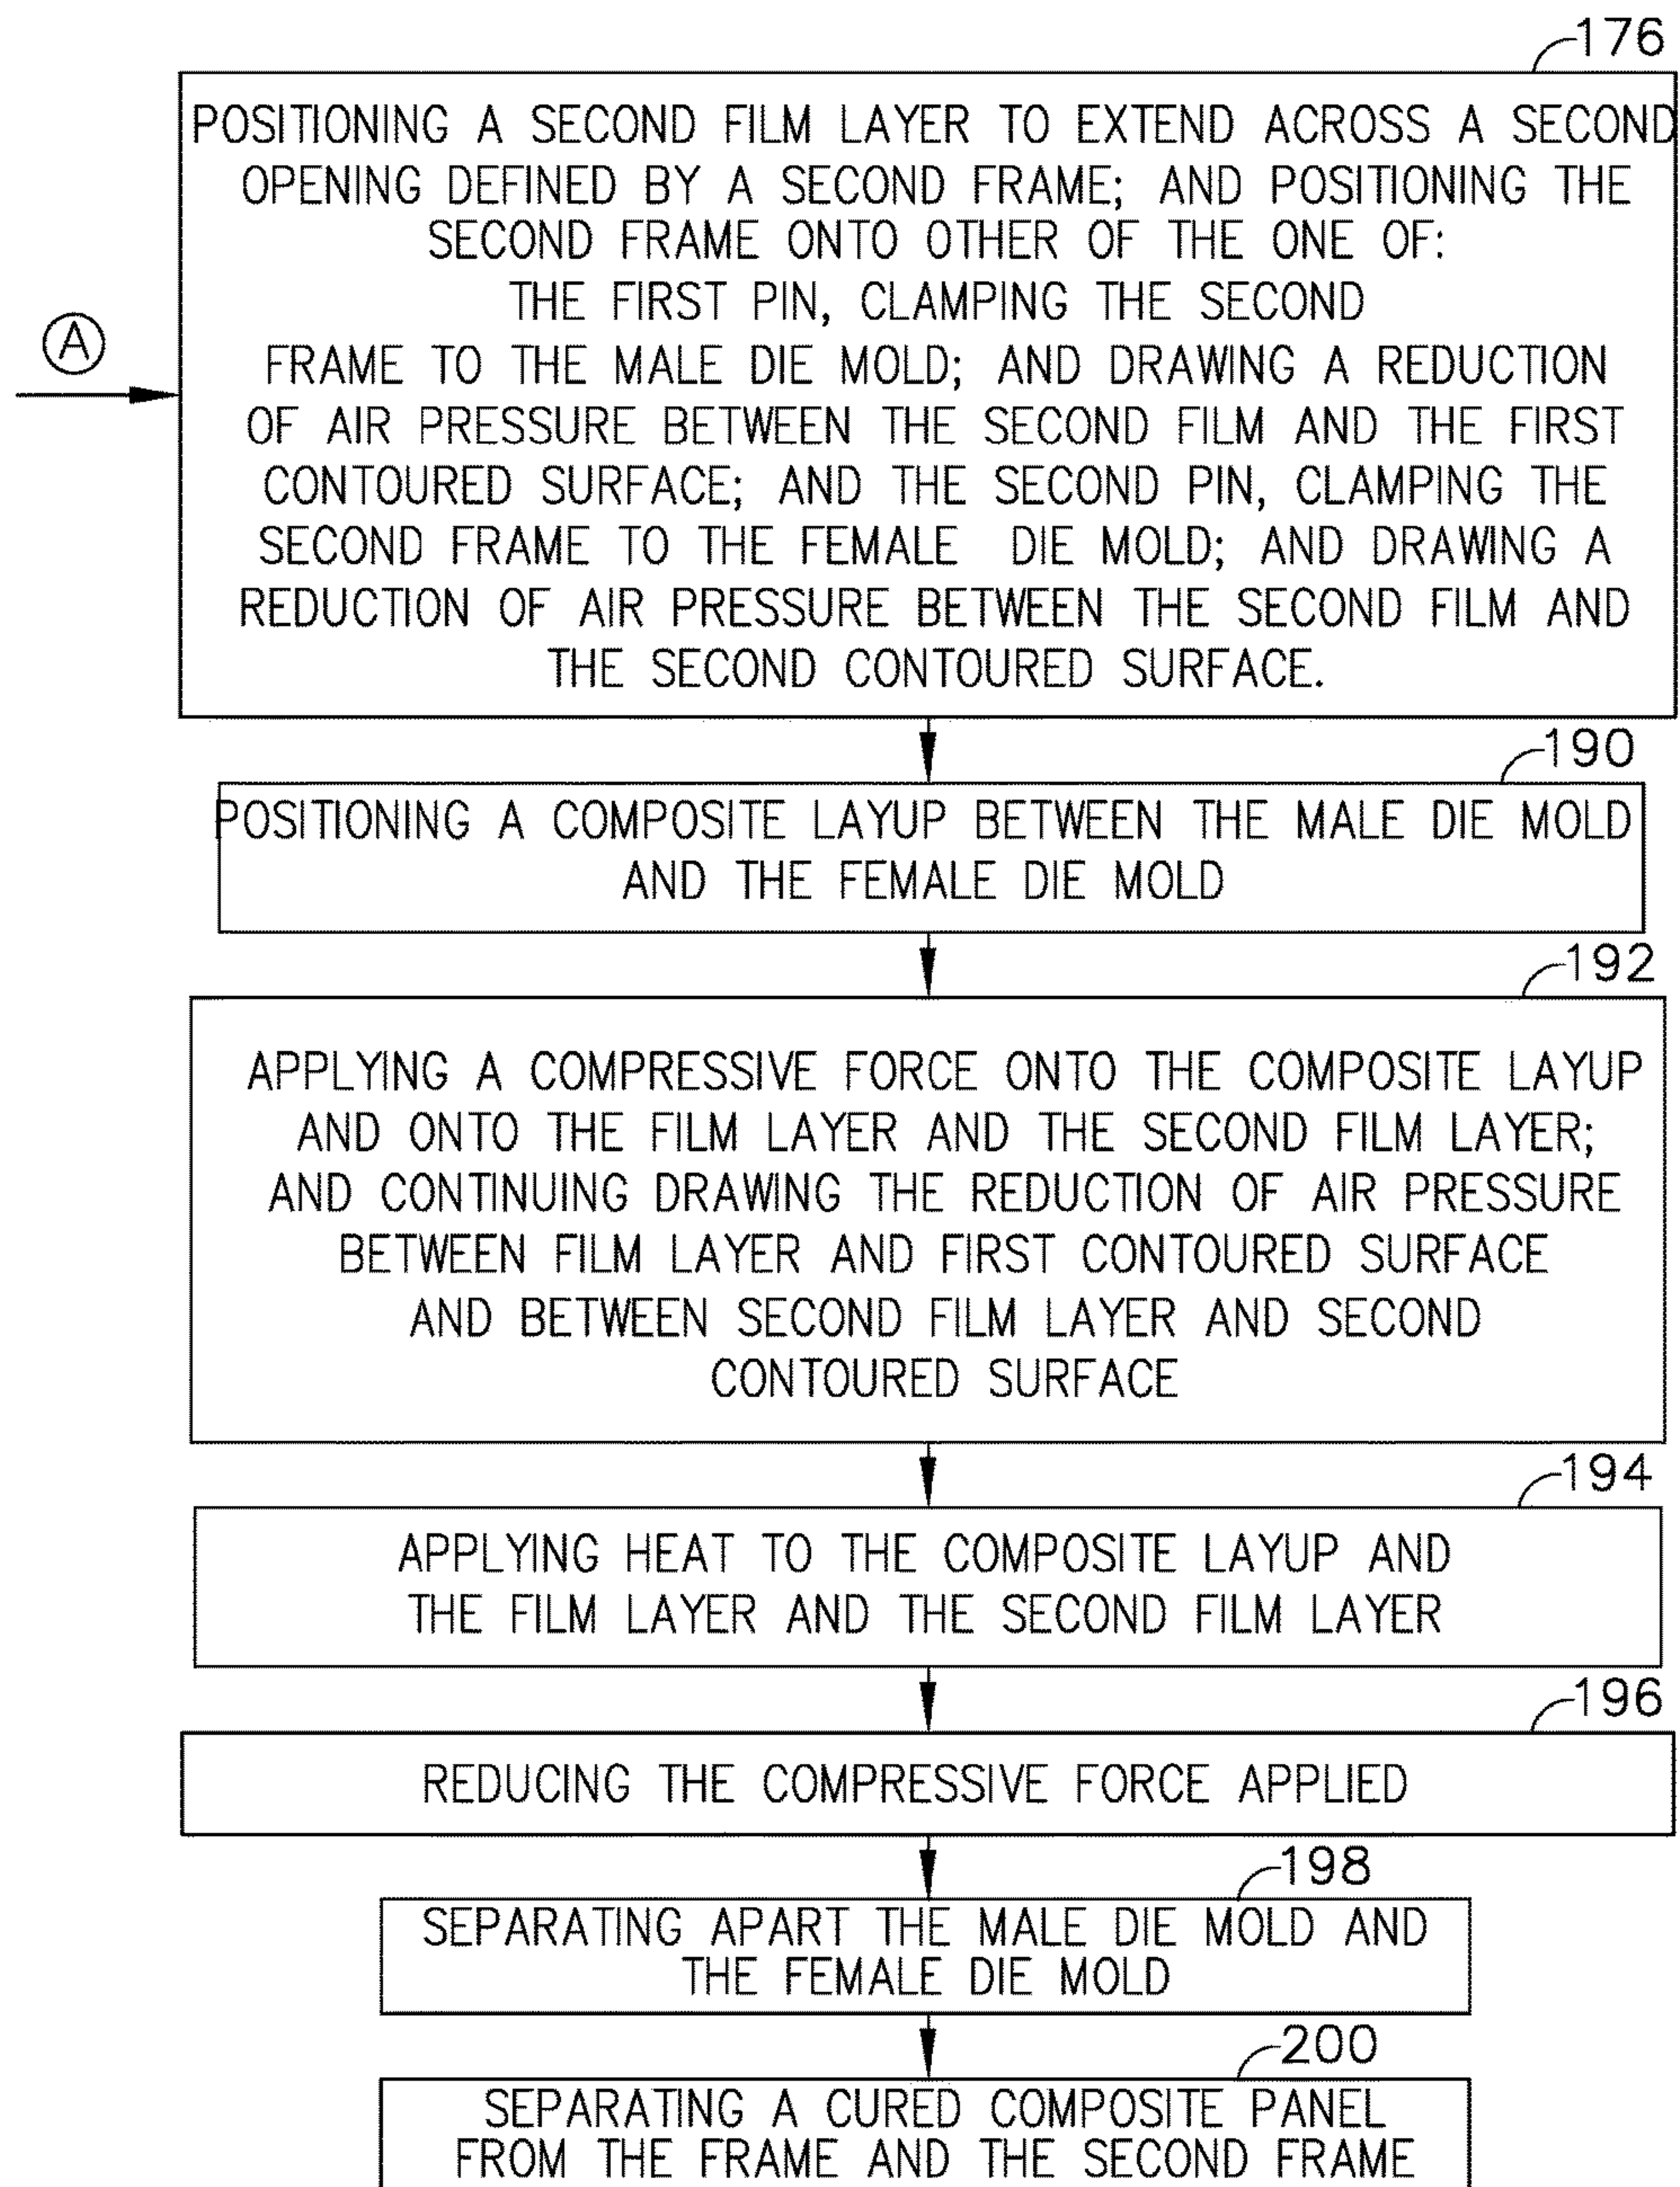 176
POSITIONING A SECOND FILM LAYER TO EXTEND ACROSS A SECOND
OPENING DEFINED BY A SECOND FRAME; AND POSITIONING THE
SECOND FRAME ONTO OTHER OF THE ONE OF:
THE FIRST PIN, CLAMPING THE SECOND
FRAME TO THE MALE DIE MOLD; AND DRAWING A REDUCTION
OF AIR PRESSURE BETWEEN THE SECOND FILM AND THE FIRST
CONTOURED SURFACE; AND THE SECOND PIN, CLAMPING THE
SECOND FRAME TO THE FEMALE DIE MOLD; AND DRAWING A
REDUCTION OF AIR PRESSURE BETWEEN THE SECOND FILM AND
THE SECOND CONTOURED SURFACE.
A
190
POSITIONING A COMPOSITE LAYUP BETWEEN THE MALE DIE MOLD
AND THE FEMALE DIE MOLD
192
APPLYING A COMPRESSIVE FORCE ONTO THE COMPOSITE LAYUP
AND ONTO THE FILM LAYER AND THE SECOND FILM LAYER;
AND CONTINUING DRAWING THE REDUCTION OF AIR PRESSURE
BETWEEN FILM LAYER AND FIRST CONTOURED SURFACE
AND BETWEEN SECOND FILM LAYER AND SECOND
CONTOURED SURFACE
194
APPLYING HEAT TO THE COMPOSITE LAYUP AND
THE FILM LAYER AND THE SECOND FILM LAYER
196
REDUCING THE COMPRESSIVE FORCE APPLIED
198
SEPARATING APART THE MALE DIE MOLD AND
THE FEMALE DIE MOLD
200
SEPARATING A CURED COMPOSITE PANEL
FROM THE FRAME AND THE SECOND FRAME